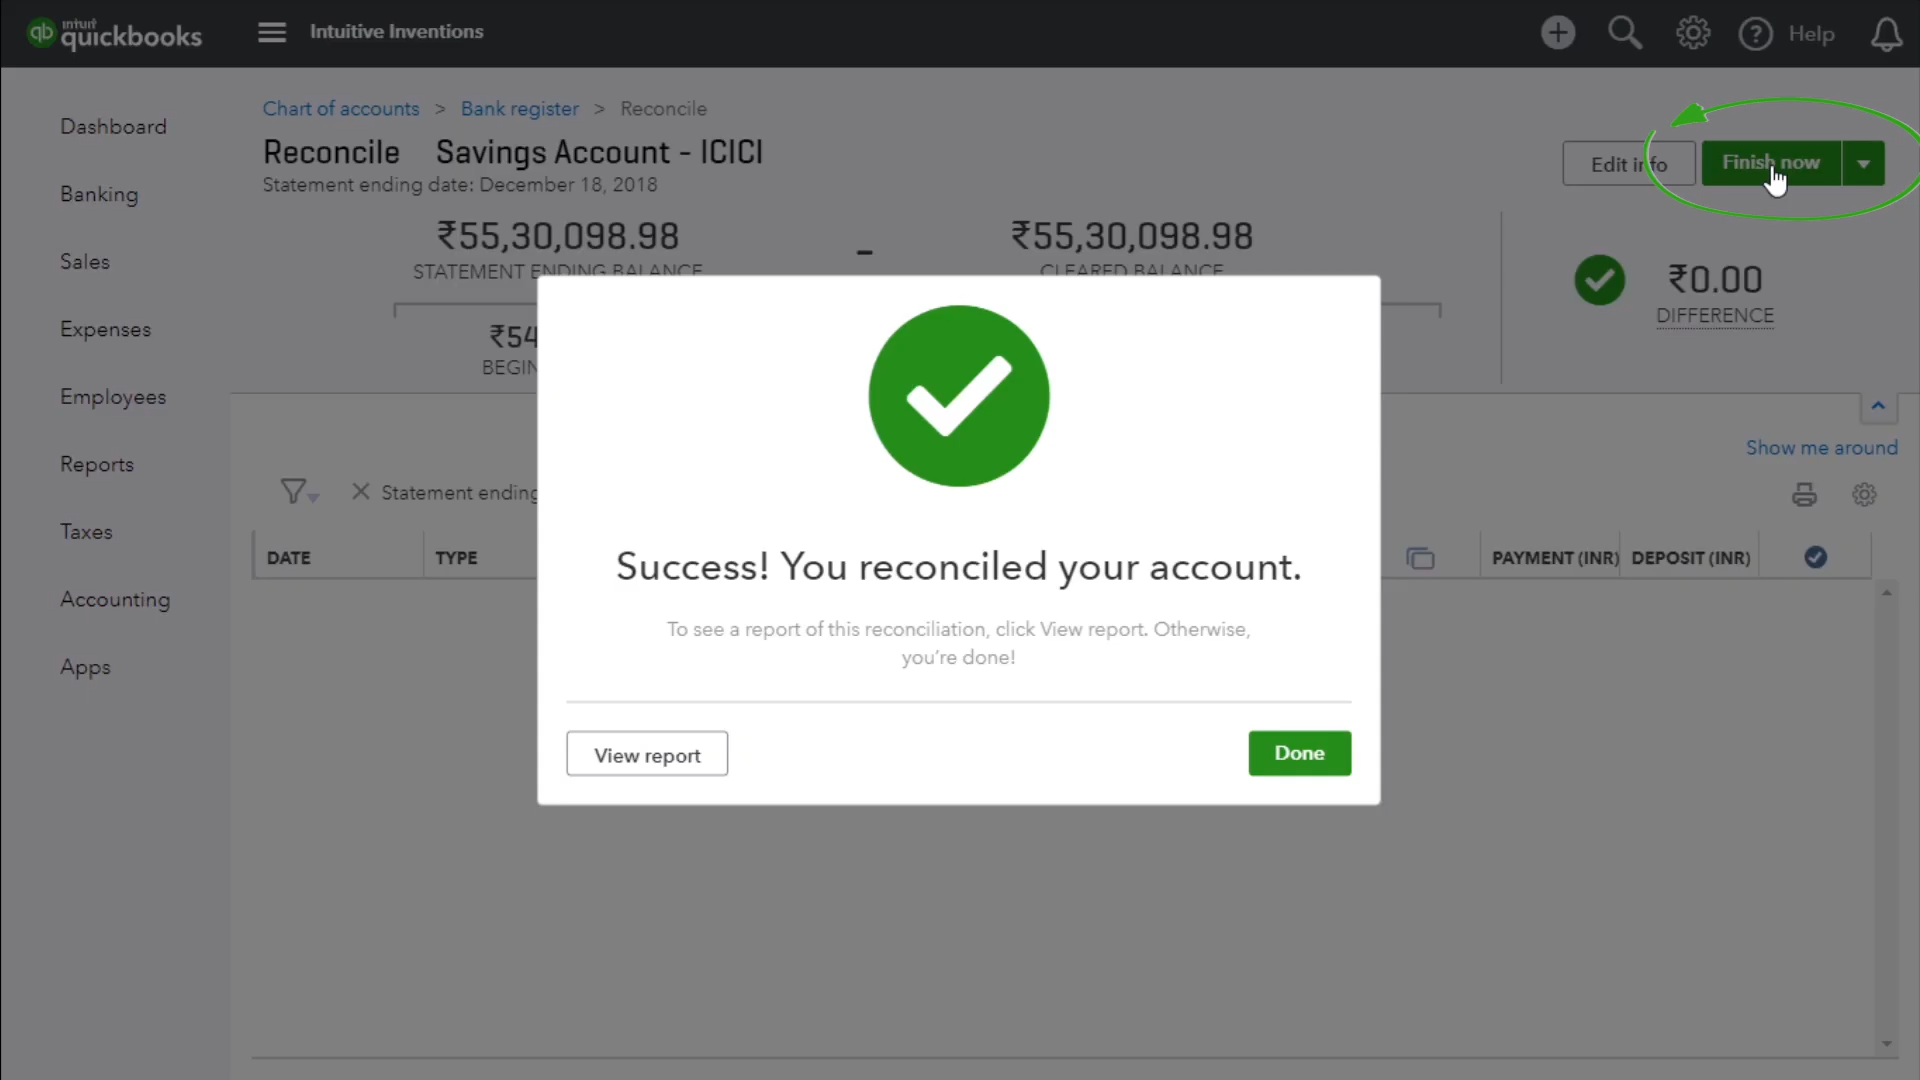 intuit
quickbooks
Intuitive Inventions
Help
Dashboard
Banking
Sales
Expenses
Employees
Reports
Taxes
Accounting
Apps
Chart of accounts > Bank register > Reconcile
Reconcile Savings Account - ICICI
Statement ending date: December 18, 2018
Edit info
Finish now
₹55,30,098.98
STATEMENT ENDING BALANCE
-
₹55,30,098.98
CLEARED BALANCE
₹0.00
DIFFERENCE
₹54
BEGIN
Show me around
Statement ending
DATE
TYPE
PAYMENT (INR)
DEPOSIT (INR)
Success! You reconciled your account.
To see a report of this reconciliation, click View report. Otherwise,
you're done!
View report
Done